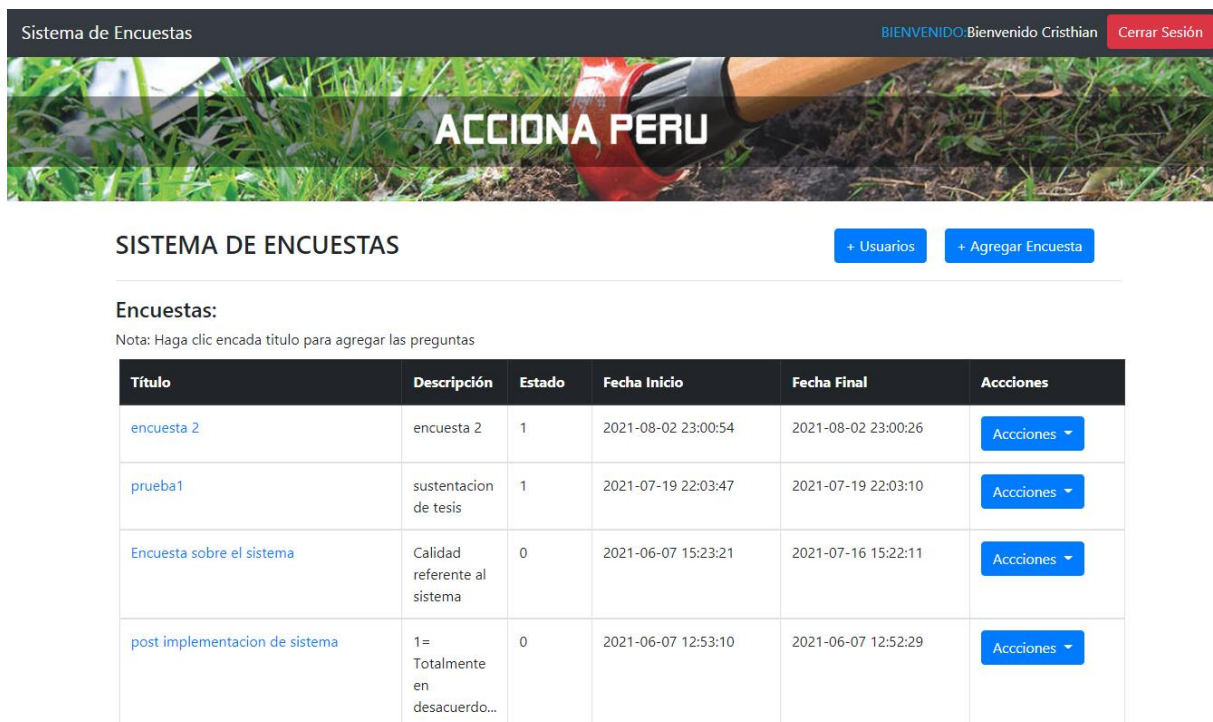 Sistema de Encuestas BIENVENIDO:Bienvenido Cristhian Cerrar Sesión
ACCIONA PERU
SISTEMA DE ENCUESTAS + Usuarios + Agregar Encuesta
Encuestas:
Nota: Haga clic encada titulo para agregar las preguntas
Título Descripción Estado Fecha Inicio Fecha Final Accciones
encuesta 2 encuesta 2 1 2021-08-02 23:00:54 2021-08-02 23:00:26 Accciones
prueba1 sustentacion 1 2021-07-19 22:03:47 2021-07-19 22:03:10 Accciones
de tesis
Encuesta sobre el sistema Calidad 0 2021-06-07 15:23:21 2021-07-16 15:22:11 Accciones
referente al
sistema
post implementacion de sistema 1= 0 2021-06-07 12:53:10 2021-06-07 12:52:29 Accciones
Totalmente
en
desacuerdo...